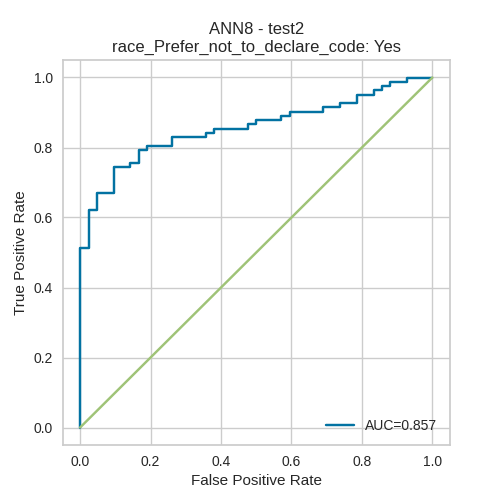 ANN8 - test2
race_Prefer_not_to_declare_code: Yes
True Positive Rate
1.0
0.8
0.6
0.4
0.2
0.0
AUC=0.857
0.0 0.2 0.4 0.6 0.8 1.0
False Positive Rate